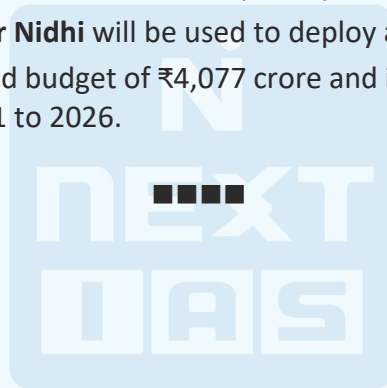 r Nidhi will be used to deploy a
d budget of ₹4,077 crore and i
1 to 2026.
N
NEXT
IAS